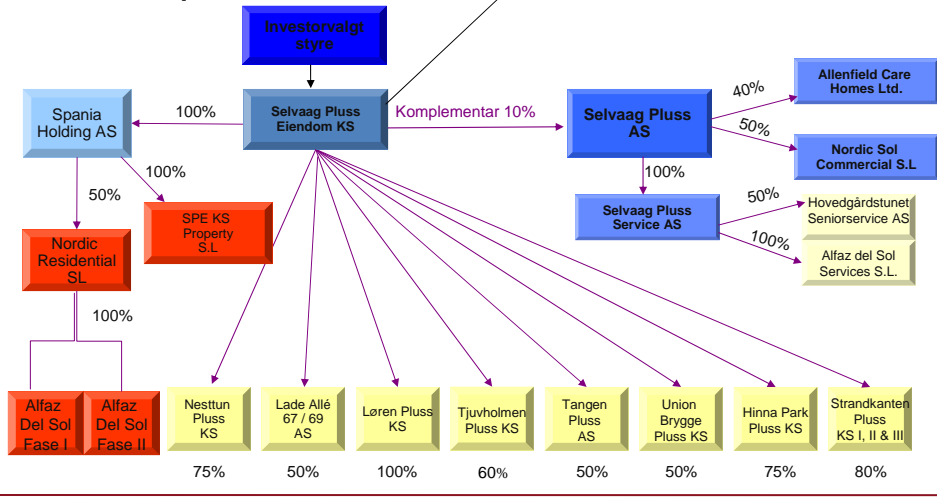 Investorvalgt
styre
Allenfield Care
Homes Ltd.
40%
Spania
Holding AS
100%
Selvaag Pluss
Eiendom KS
Komplementar 10%
Selvaag Pluss
AS
50%
Nordic Sol
Commercial S.L
100%
50%
100%
SPE KS
Property
S.L
Selvaag Pluss
Service AS
50%
Hovedgårdstunet
Seniorservice AS
100%
Alfaz del Sol
Services S.L.
Nordic
Residential
SL
100%
Alfaz
Del Sol
Fase I
Alfaz
Del Sol
Fase II
Nesttun
Pluss
KS
Lade Allé
67 / 69
AS
Løren Pluss
KS
Tjuvholmen
Pluss KS
Tangen
Pluss
AS
Union
Brygge
Pluss KS
Hinna Park
Pluss KS
Strandkanten
Pluss
KS I, II & III
75%
50%
100%
60%
50%
50%
75%
80%